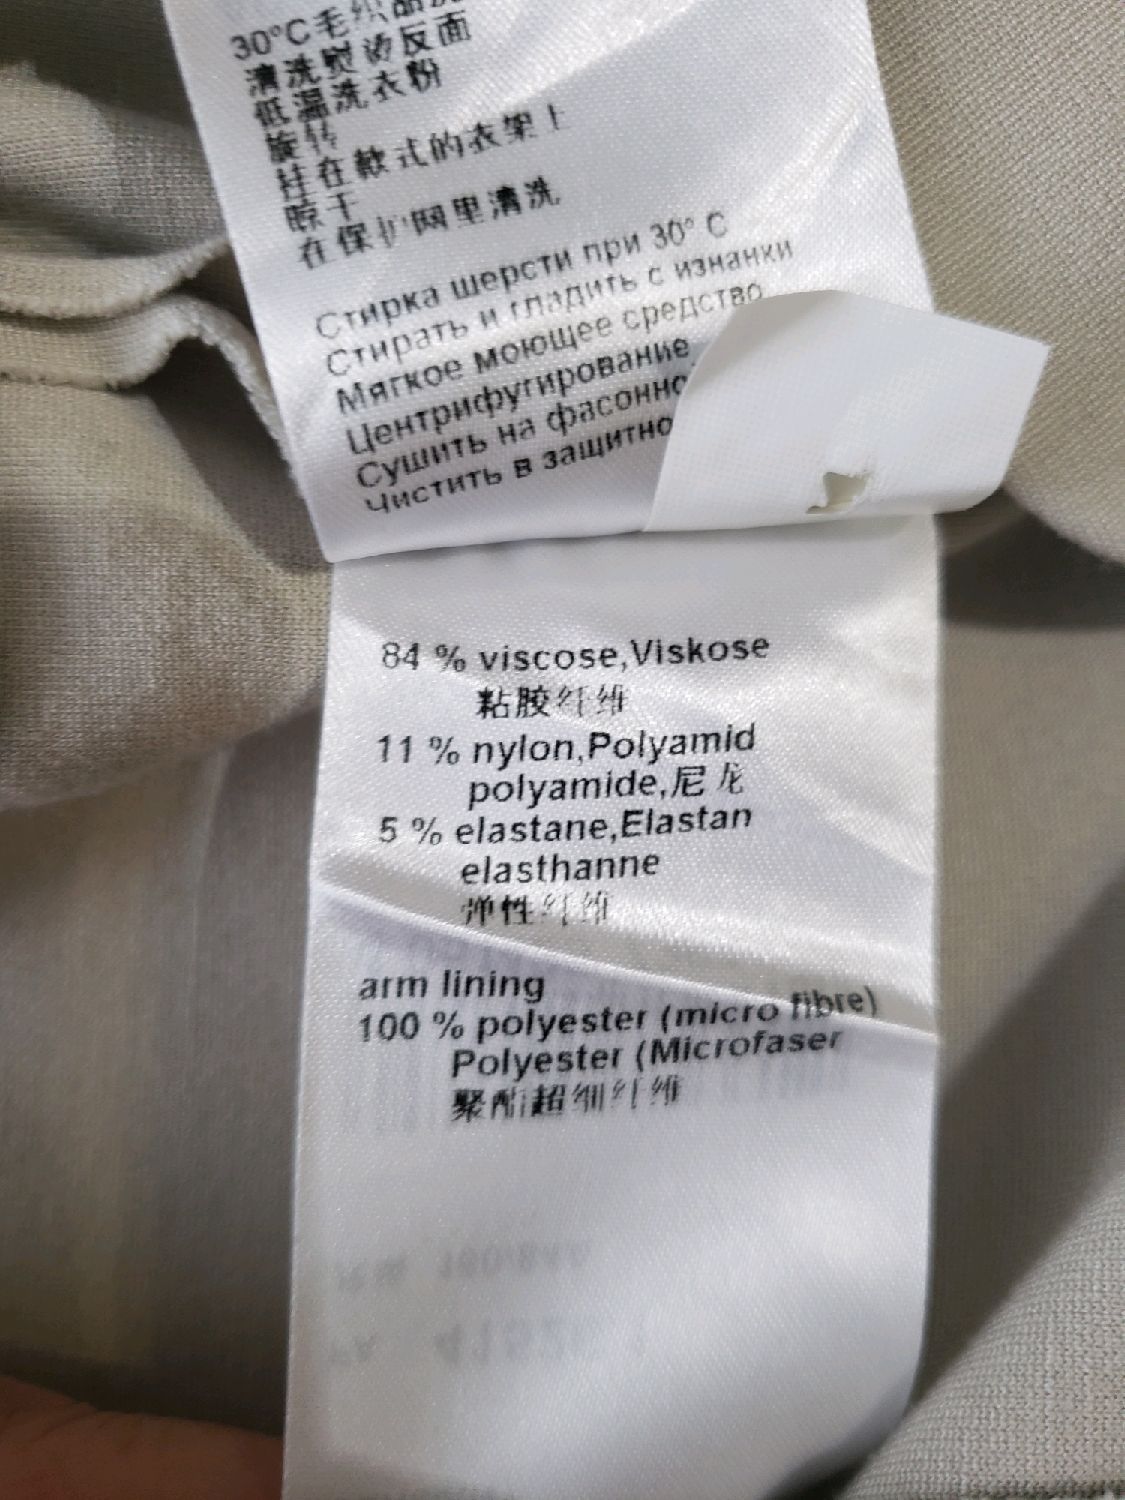 30°C毛织品洗
清洗熨烫反面
低温洗衣粉
旋转
挂在款式的衣架上
晾干
在保护网里清洗
Стирка шерсти при 30° C
Стирать и гладить с изнанки
Мягкое моющее средство
Центрифугирование
Сушить на фасонно
Чистить в защитно
84 % viscose,Viskose
粘胶纤维
11 % nylon,Polyamid
polyamide,尼龙
5 % elastane,Elastan
elasthanne
弹性纤维
arm lining
100 % polyester (micro fibre)
Polyester (Microfaser
聚酯超细纤维